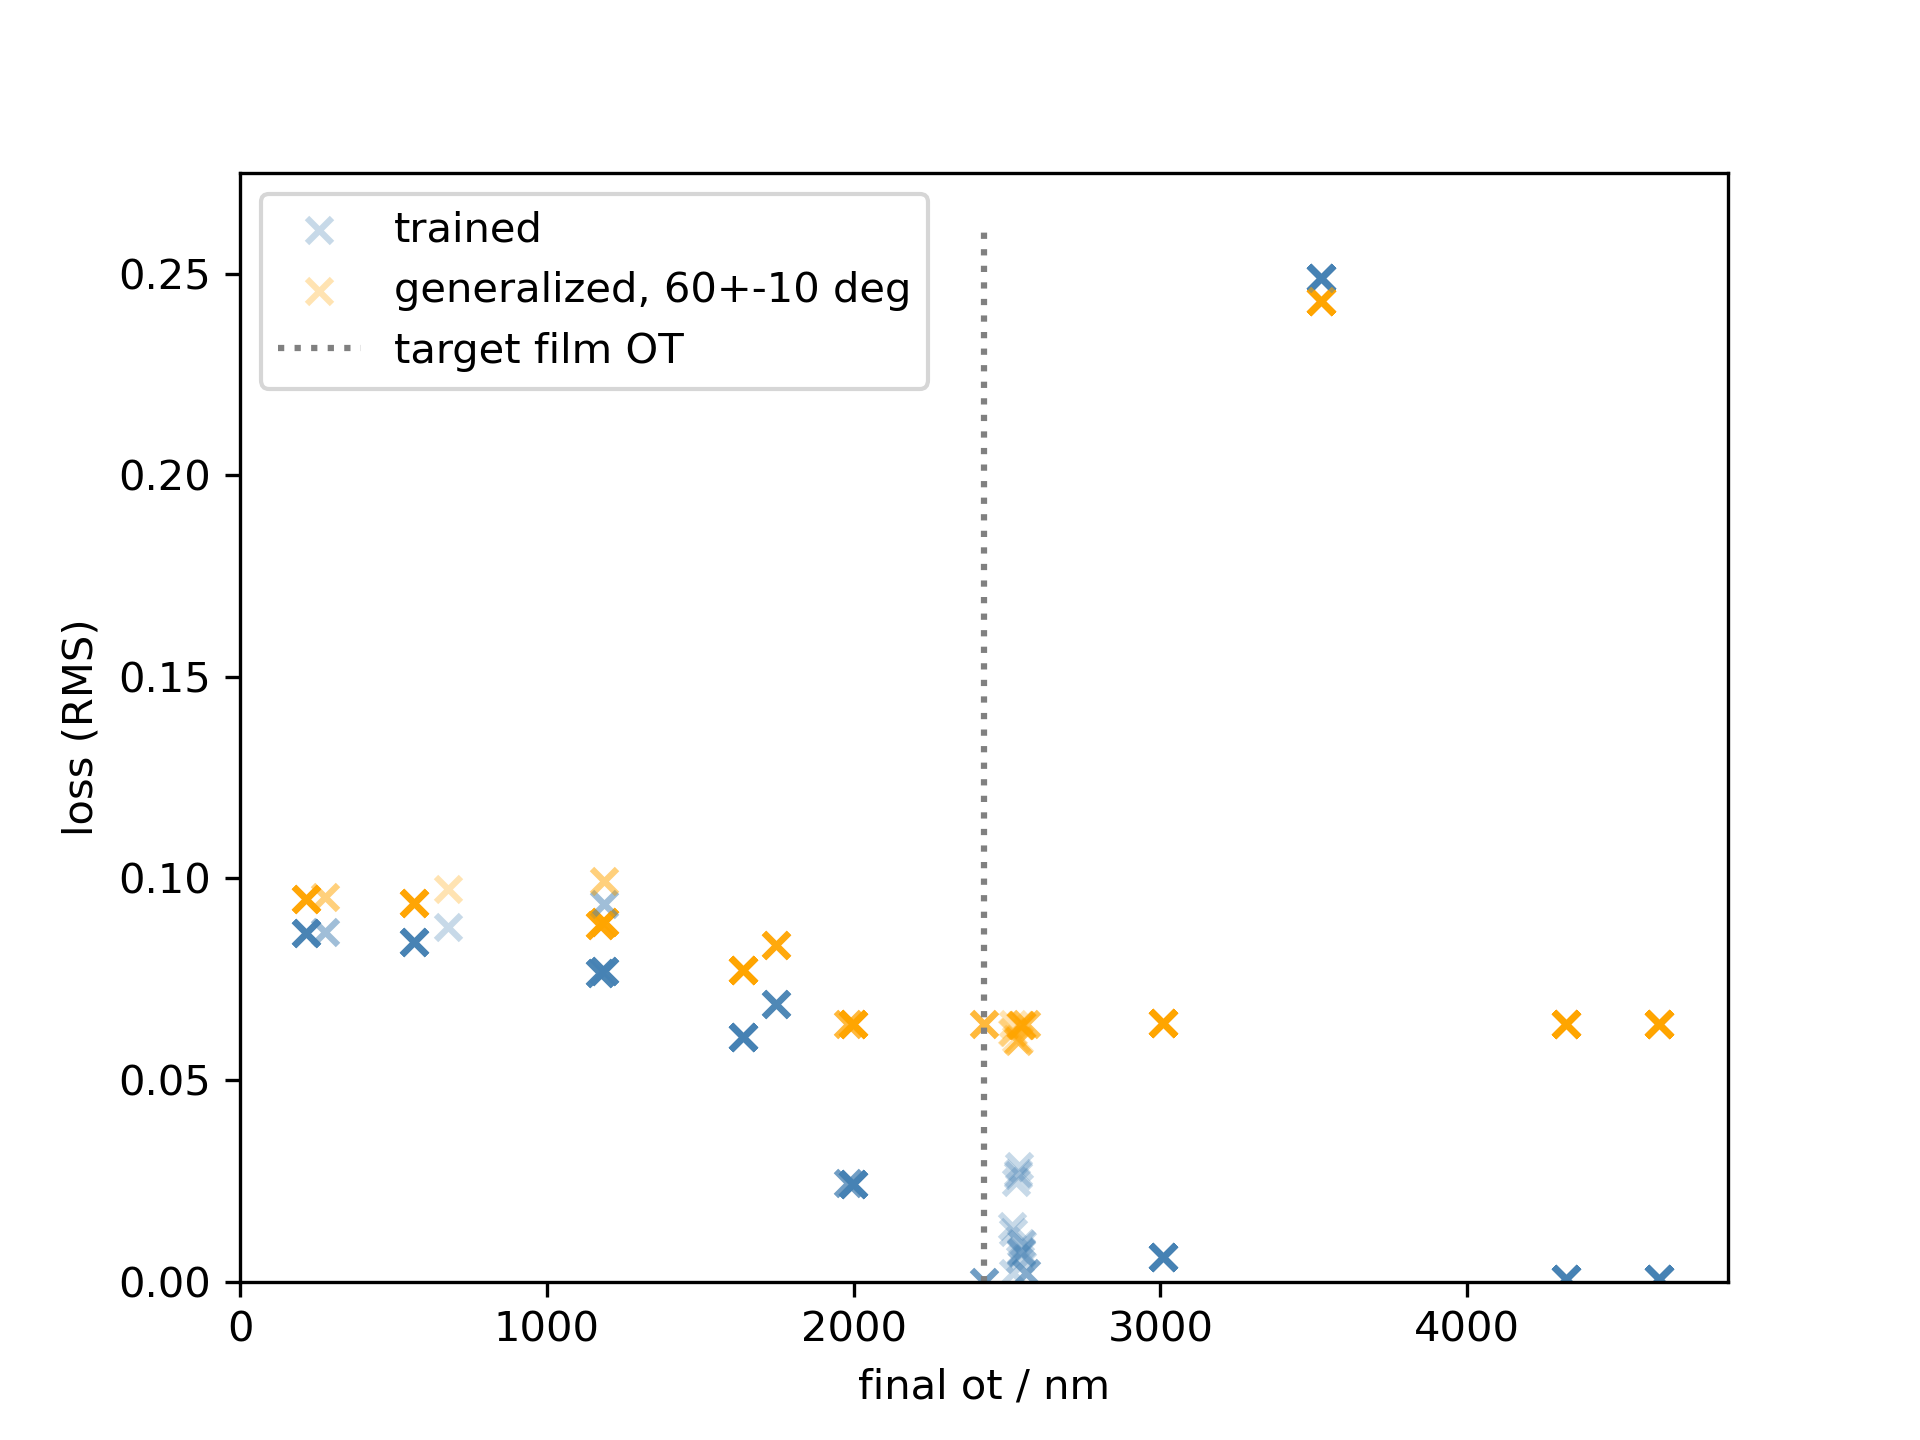 trained
generalized, 60+-10 deg
target film OT
0.25
0.20
0.15
0.10
0.05
0.00
loss (RMS)
0
1000
2000
3000
4000
final ot / nm